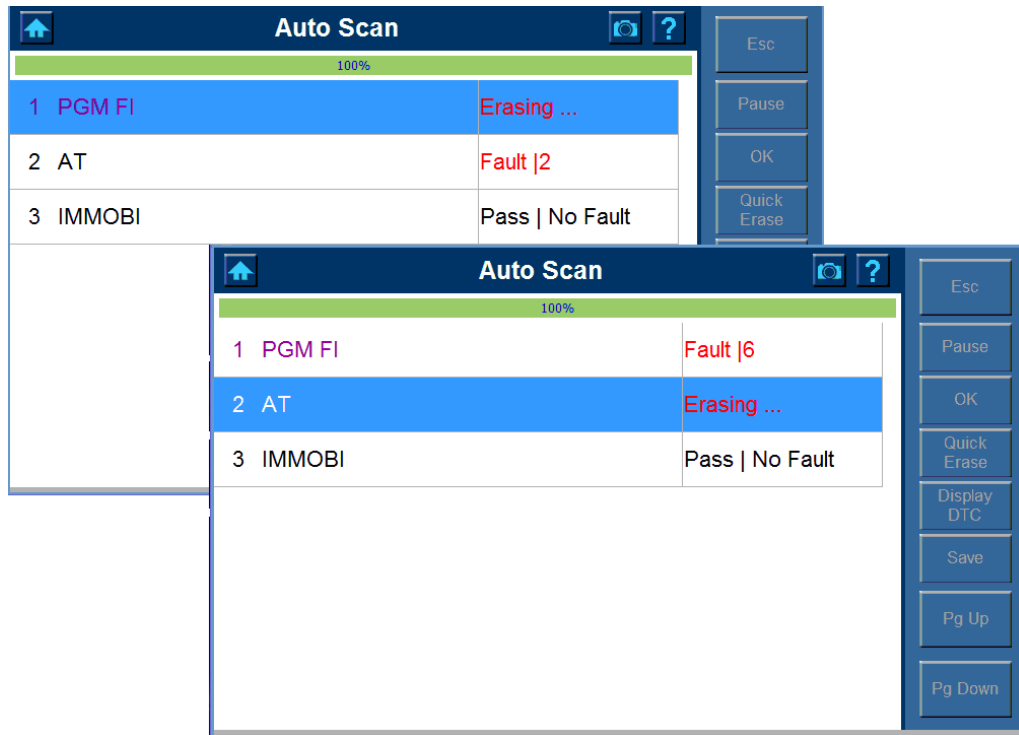 Auto Scan
?
Esc
100%
1 PGM FI Erasing ...
Pause
2 AT Fault |2
OK
3 IMMOBI Pass | No Fault
Quick
Erase
Auto Scan
?
Esc
100%
1 PGM FI Fault |6
Pause
2 AT Erasing ...
OK
3 IMMOBI Pass | No Fault
Quick
Erase
Display
DTC
Save
Pg Up
Pg Down